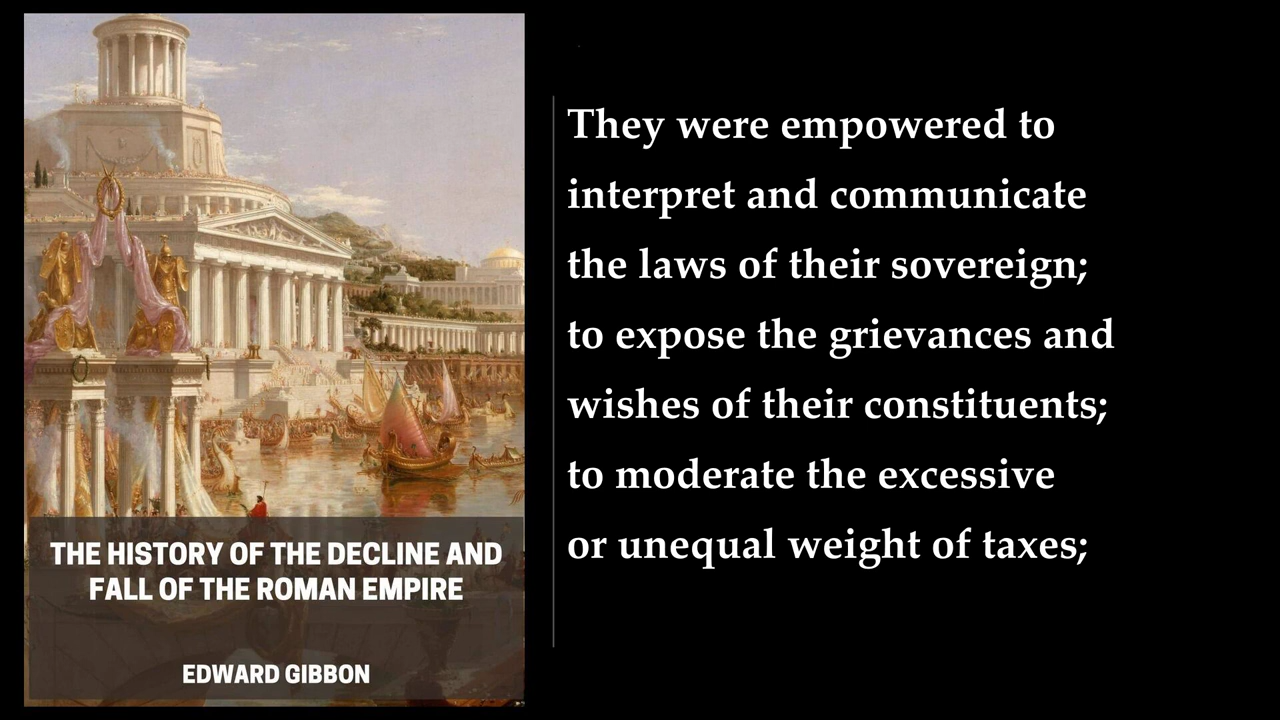 THE HISTORY OF THE DECLINE AND
FALL OF THE ROMAN EMPIRE
EDWARD GIBBON
They were empowered to
interpret and communicate
the laws of their sovereign;
to expose the grievances and
wishes of their constituents;
to moderate the excessive
or unequal weight of taxes;